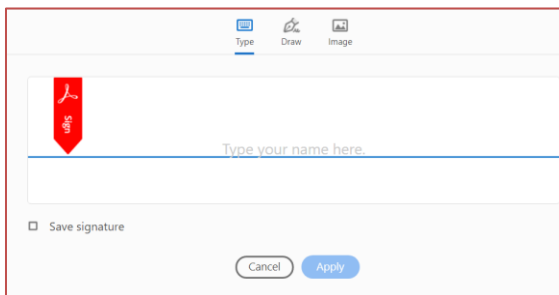 Type Draw Image
Sign
Type your name here.
Save signature
Cancel Apply